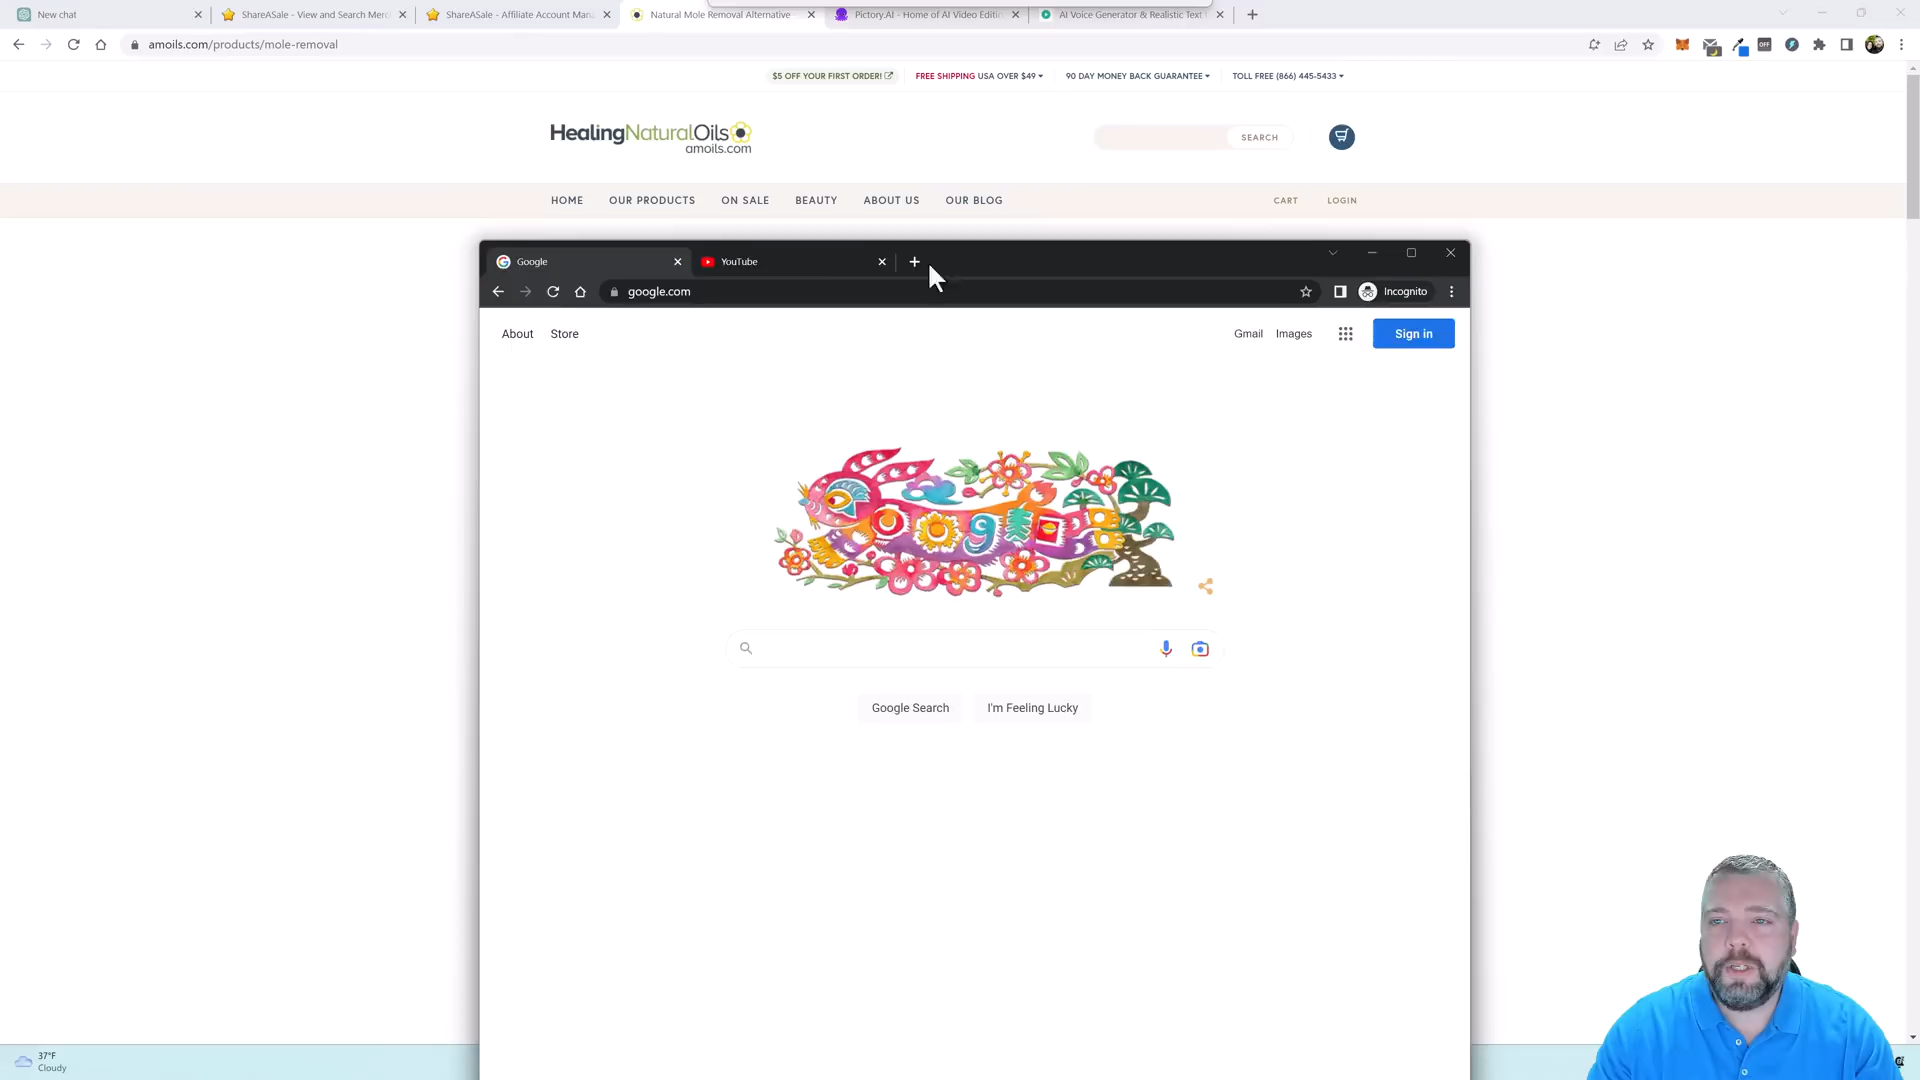 New chat
ShareASale - View and Search Merc
ShareASale - Affiliate Account Mana
Natural Mole Removal Alternative
Pictory.AI - Home of AI Video Editin
AI Voice Generator & Realistic Text
amoils.com/products/mole-removal
OFF
$5 OFF YOUR FIRST ORDER!
FREE SHIPPING USA OVER $49
90 DAY MONEY BACK GUARANTEE
TOLL FREE (866) 445-5433
HealingNaturalOils
amoils.com
SEARCH
HOME OUR PRODUCTS ON SALE BEAUTY ABOUT US OUR BLOG
CART LOGIN
Google
YouTube
google.com
Incognito
About Store
Gmail Images
Sign in
Google Search
I'm Feeling Lucky
37°F
Cloudy